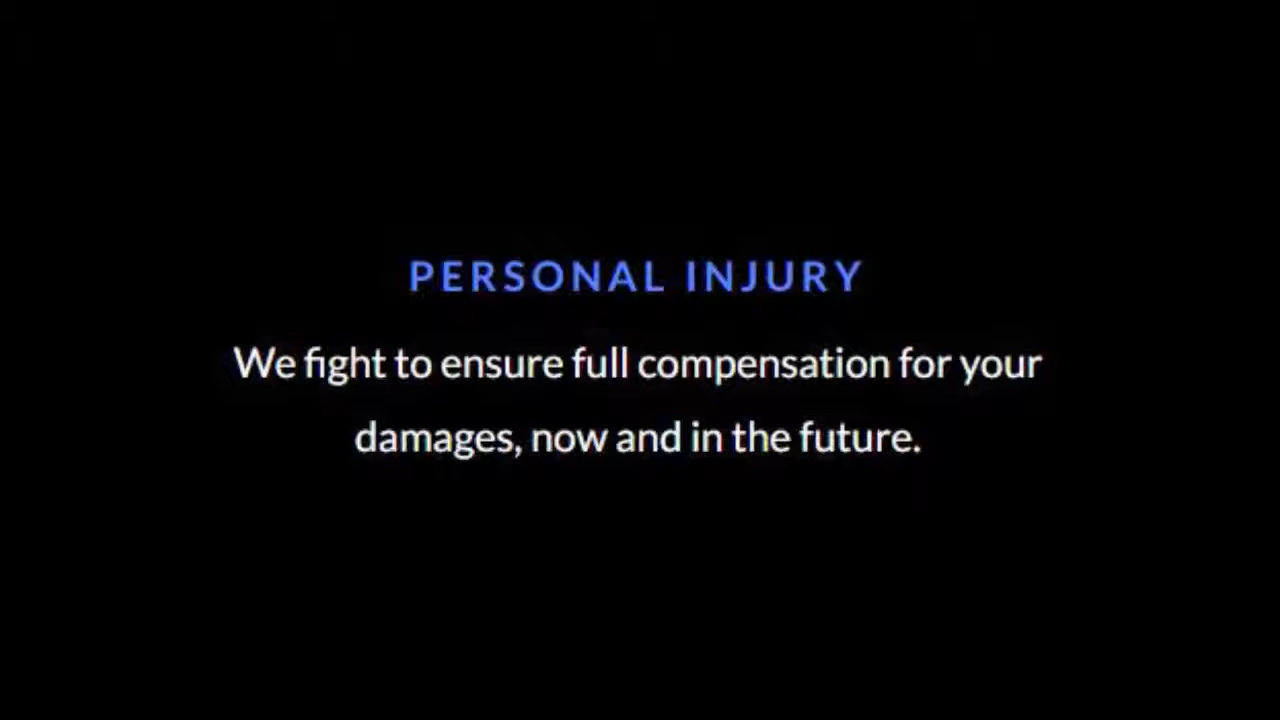 PERSONAL INJURY
We fight to ensure full compensation for your
damages, now and in the future.